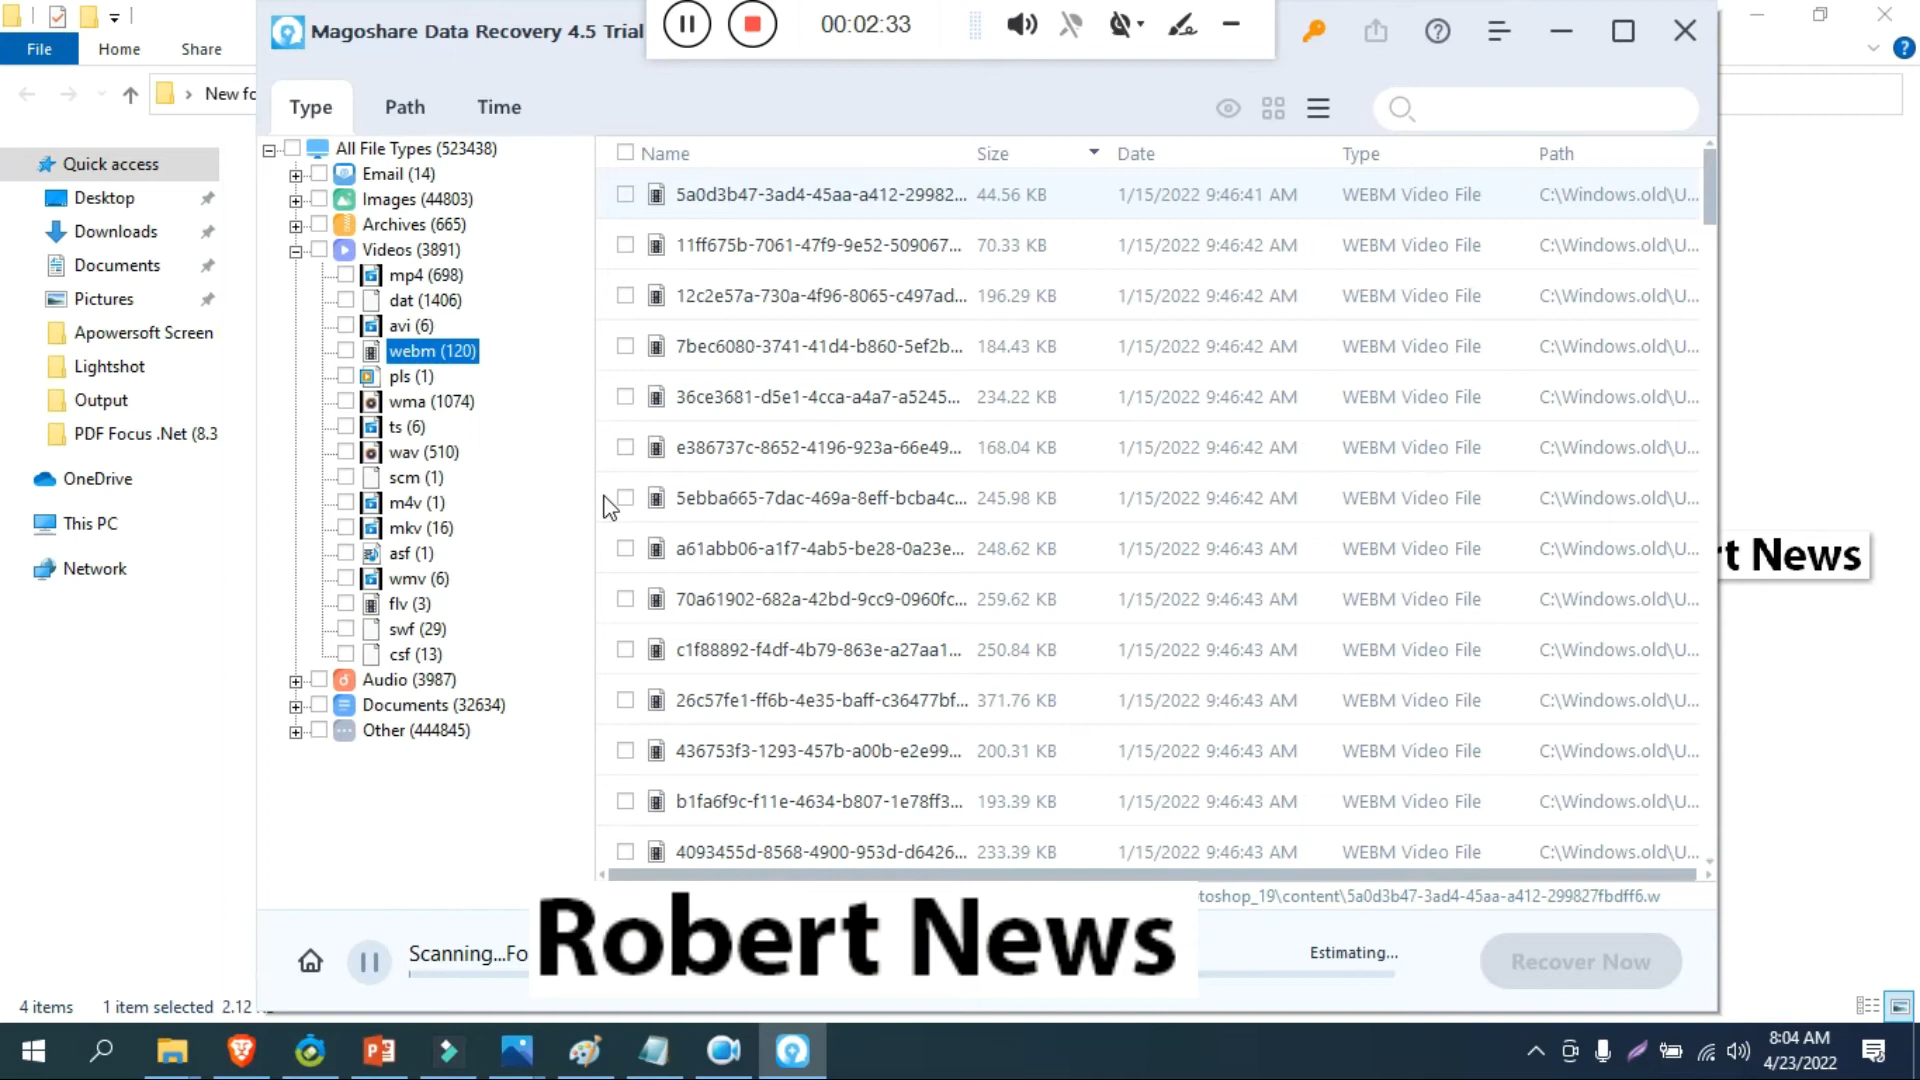 Magoshare Data Recovery 4.5 Trial
00:02:33
File Home Share
New fo
Type Path Time
Quick access
Desktop
Downloads
Documents
Pictures
Apowersoft Screen
Lightshot
Output
PDF Focus .Net (8.3
OneDrive
This PC
Network
All File Types (523438)
Email (14)
Images (44803)
Archives (665)
Videos (3891)
mp4 (698)
dat (1406)
avi (6)
webm (120)
pls (1)
wma (1074)
ts (6)
wav (510)
scm (1)
m4v (1)
mkv (16)
asf (1)
wmv (6)
flv (3)
swf (29)
csf (13)
Audio (3987)
Documents (32634)
Other (444845)
Name Size Date Type Path
5a0d3b47-3ad4-45aa-a412-29982... 44.56 KB 1/15/2022 9:46:41 AM WEBM Video File C:\Windows.old\U...
11ff675b-7061-47f9-9e52-509067... 70.33 KB 1/15/2022 9:46:42 AM WEBM Video File C:\Windows.old\U...
12c2e57a-730a-4f96-8065-c497ad... 196.29 KB 1/15/2022 9:46:42 AM WEBM Video File C:\Windows.old\U...
7bec6080-3741-41d4-b860-5ef2b... 184.43 KB 1/15/2022 9:46:42 AM WEBM Video File C:\Windows.old\U...
36ce3681-d5e1-4cca-a4a7-a5245... 234.22 KB 1/15/2022 9:46:42 AM WEBM Video File C:\Windows.old\U...
e386737c-8652-4196-923a-66e49... 168.04 KB 1/15/2022 9:46:42 AM WEBM Video File C:\Windows.old\U...
5ebba665-7dac-469a-8eff-bcba4c... 245.98 KB 1/15/2022 9:46:42 AM WEBM Video File C:\Windows.old\U...
a61abb06-a1f7-4ab5-be28-0a23e... 248.62 KB 1/15/2022 9:46:43 AM WEBM Video File C:\Windows.old\U...
70a61902-682a-42bd-9cc9-0960fc... 259.62 KB 1/15/2022 9:46:43 AM WEBM Video File C:\Windows.old\U...
c1f88892-f4df-4b79-863e-a27aa1... 250.84 KB 1/15/2022 9:46:43 AM WEBM Video File C:\Windows.old\U...
26c57fe1-ff6b-4e35-baff-c36477bf... 371.76 KB 1/15/2022 9:46:43 AM WEBM Video File C:\Windows.old\U...
436753f3-1293-457b-a00b-e2e99... 200.31 KB 1/15/2022 9:46:43 AM WEBM Video File C:\Windows.old\U...
b1fa6f9c-f11e-4634-b807-1e78ff3... 193.39 KB 1/15/2022 9:46:43 AM WEBM Video File C:\Windows.old\U...
4093455d-8568-4900-953d-d6426... 233.39 KB 1/15/2022 9:46:43 AM WEBM Video File C:\Windows.old\U...
rt News
toshop_19\content\5a0d3b47-3ad4-45aa-a412-299827fbdff6.w
Scanning...Fo
Robert News
Estimating...
Recover Now
4 items 1 item selected 2.12
8:04 AM
4/23/2022